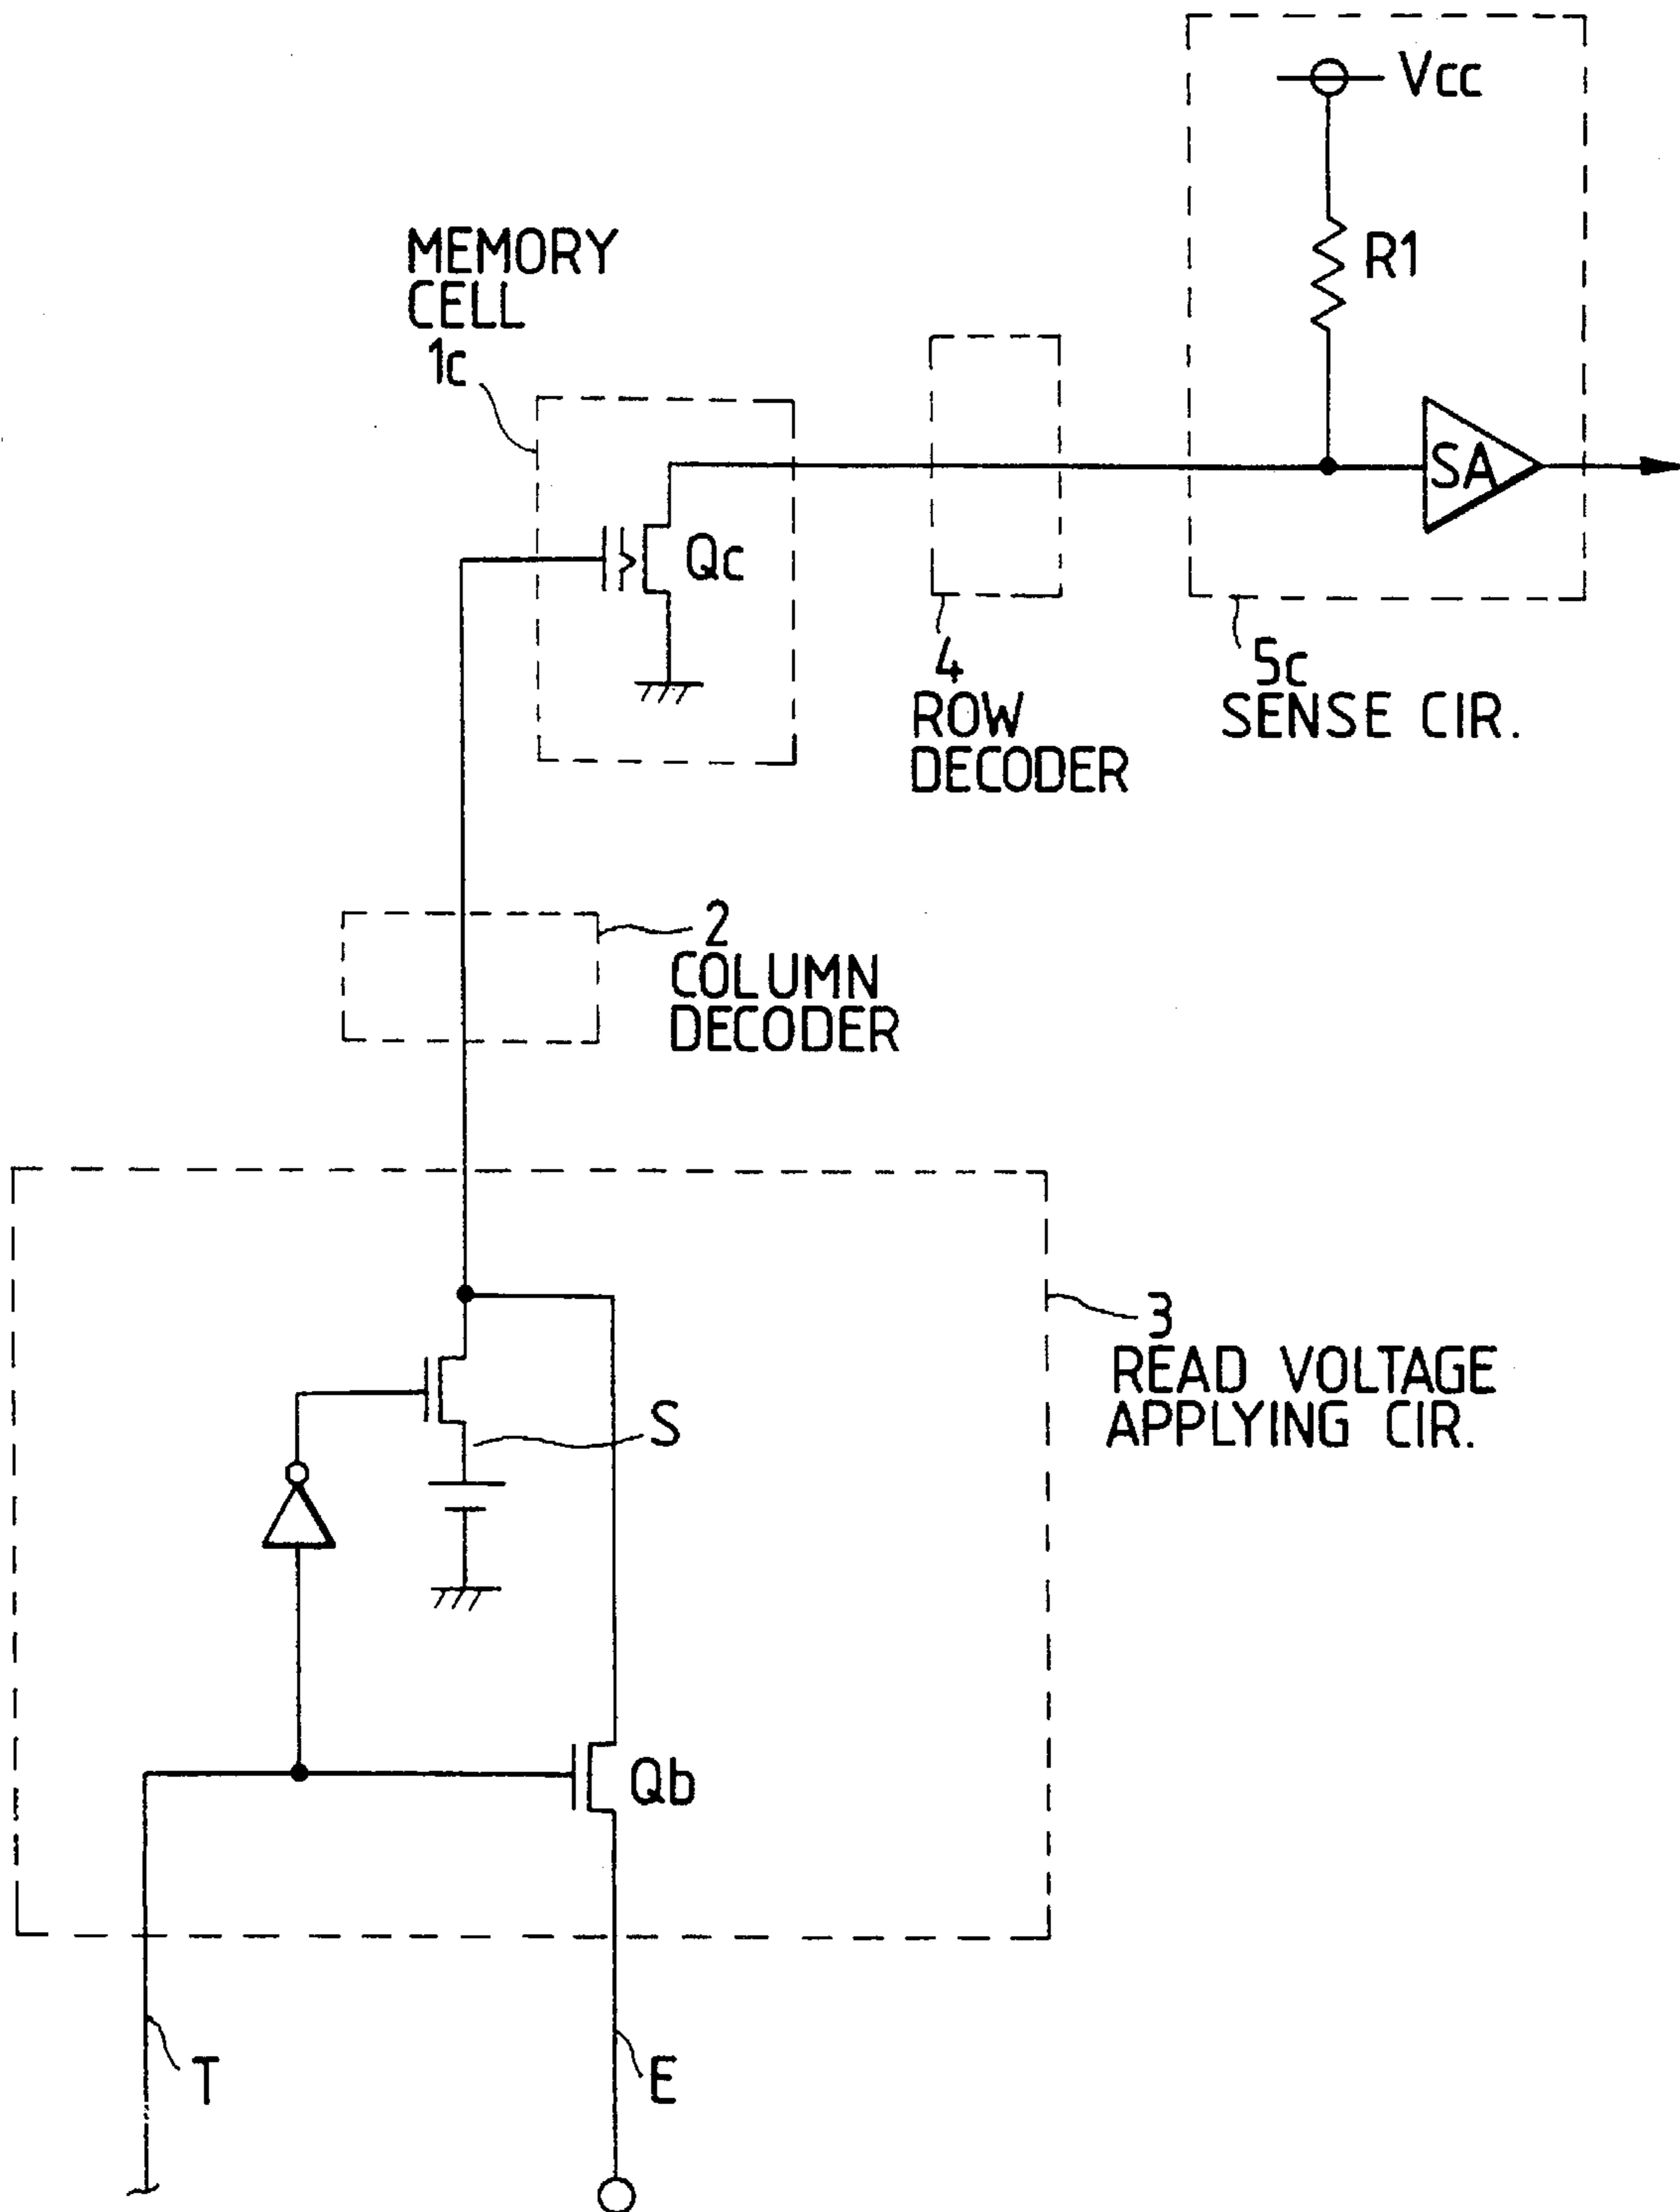 Vcc
R1
MEMORY
CELL
1c
SA
Qc
4
ROW
DECODER
5c
SENSE CIR.
2
COLUMN
DECODER
3
READ VOLTAGE
APPLYING CIR.
S
Qb
T
E